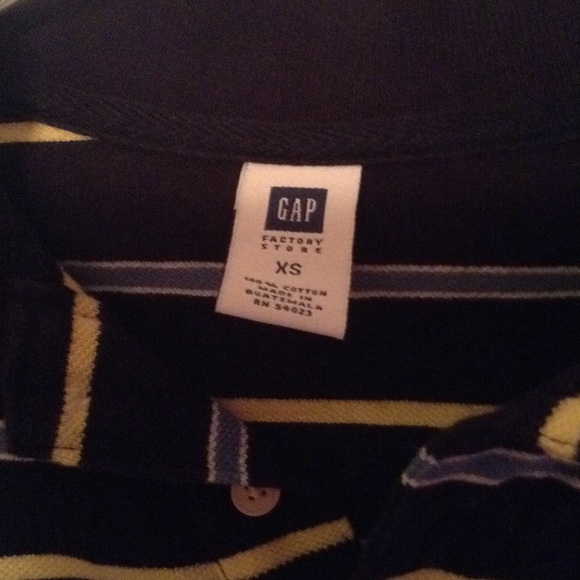 GAP
FACTORY
STORE
XS
100% COTTON
MADE IN
GUATEMALA
RN 54023